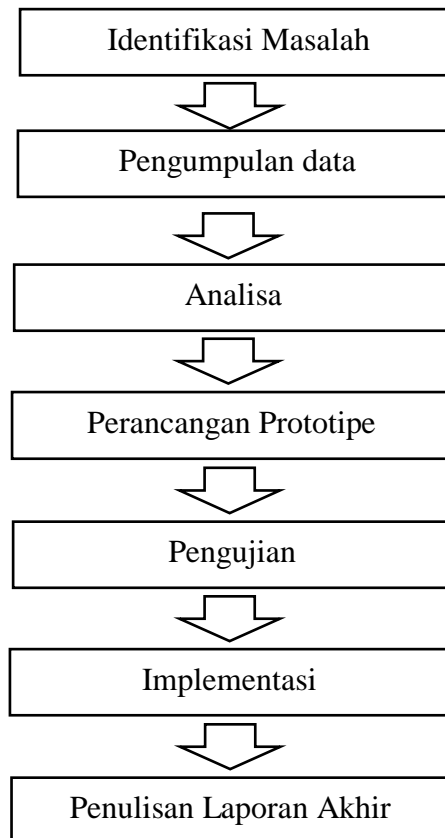 Identifikasi Masalah
Pengumpulan data
Analisa
Perancangan Prototipe
Pengujian
Implementasi
Penulisan Laporan Akhir